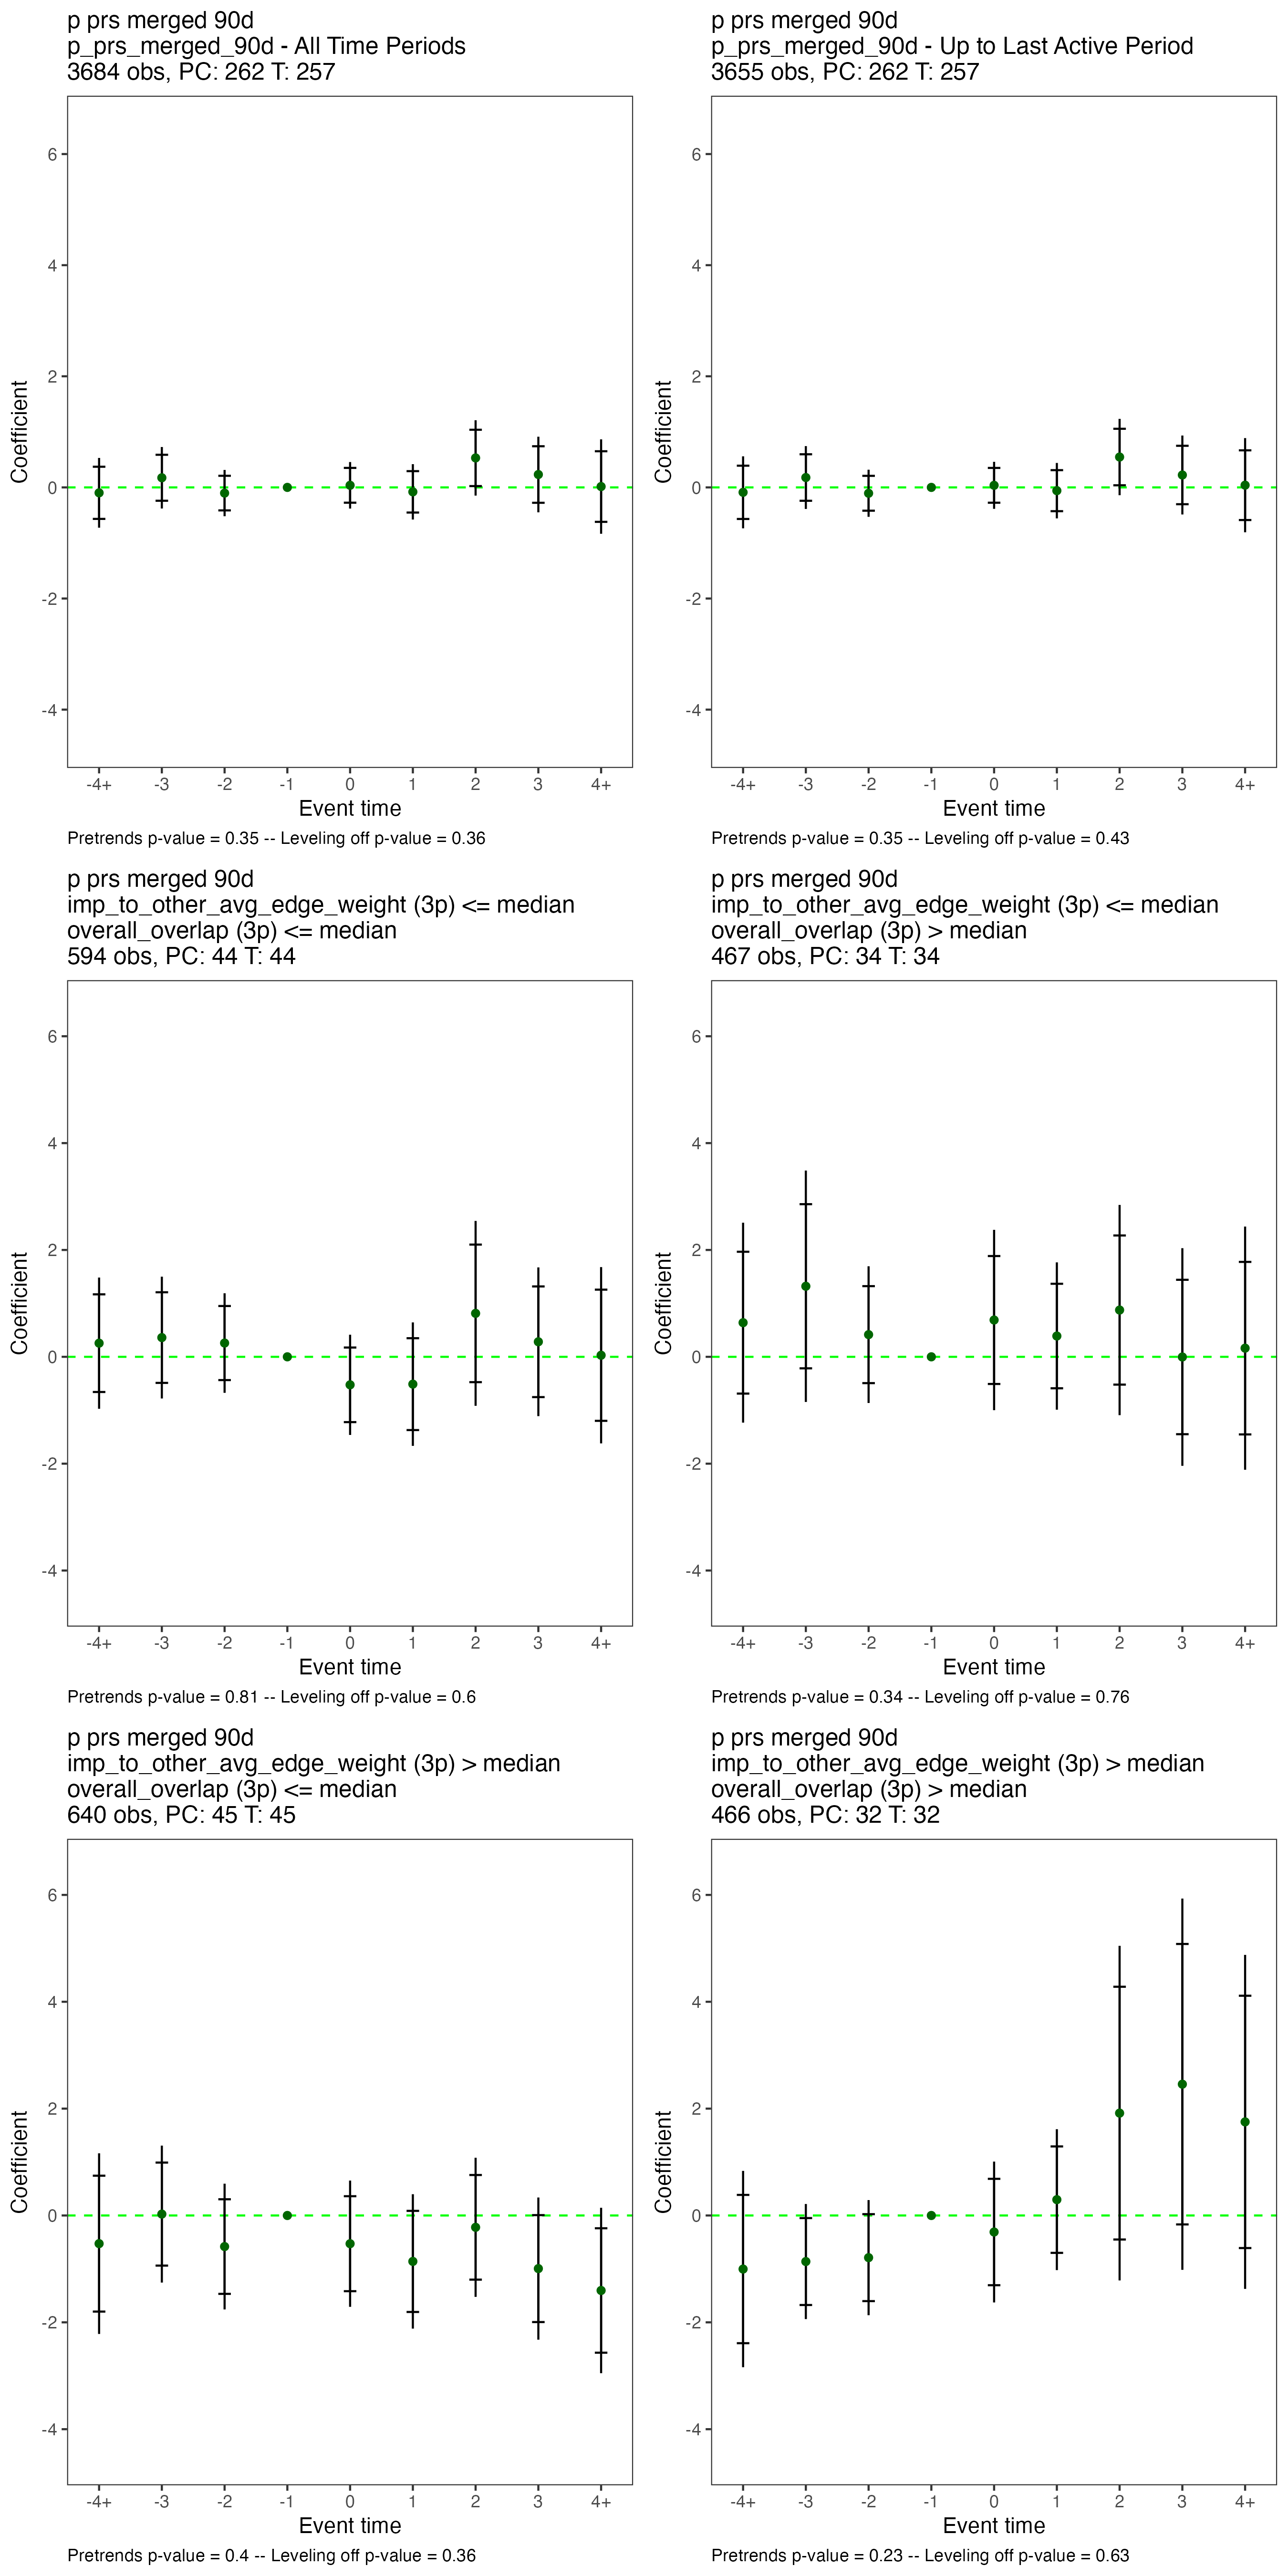 p prs merged 90d
p_prs_merged_90d - All Time Periods
3684 obs, PC: 262 T: 257
6
4
2
0
-2
-4
Coefficient
-4+ -3 -2 -1 0 1 2 3 4+
Event time
Pretrends p-value = 0.35 -- Leveling off p-value = 0.36
p prs merged 90d
p_prs_merged_90d - Up to Last Active Period
3655 obs, PC: 262 T: 257
6
4
2
0
-2
-4
Coefficient
-4+ -3 -2 -1 0 1 2 3 4+
Event time
Pretrends p-value = 0.35 -- Leveling off p-value = 0.43
p prs merged 90d
imp_to_other_avg_edge_weight (3p) <= median
overall_overlap (3p) <= median
594 obs, PC: 44 T: 44
6
4
2
0
-2
-4
Coefficient
-4+ -3 -2 -1 0 1 2 3 4+
Event time
Pretrends p-value = 0.81 -- Leveling off p-value = 0.6
p prs merged 90d
imp_to_other_avg_edge_weight (3p) <= median
overall_overlap (3p) > median
467 obs, PC: 34 T: 34
6
4
2
0
-2
-4
Coefficient
-4+ -3 -2 -1 0 1 2 3 4+
Event time
Pretrends p-value = 0.34 -- Leveling off p-value = 0.76
p prs merged 90d
imp_to_other_avg_edge_weight (3p) > median
overall_overlap (3p) <= median
640 obs, PC: 45 T: 45
6
4
2
0
-2
-4
Coefficient
-4+ -3 -2 -1 0 1 2 3 4+
Event time
Pretrends p-value = 0.4 -- Leveling off p-value = 0.36
p prs merged 90d
imp_to_other_avg_edge_weight (3p) > median
overall_overlap (3p) > median
466 obs, PC: 32 T: 32
6
4
2
0
-2
-4
Coefficient
-4+ -3 -2 -1 0 1 2 3 4+
Event time
Pretrends p-value = 0.23 -- Leveling off p-value = 0.63